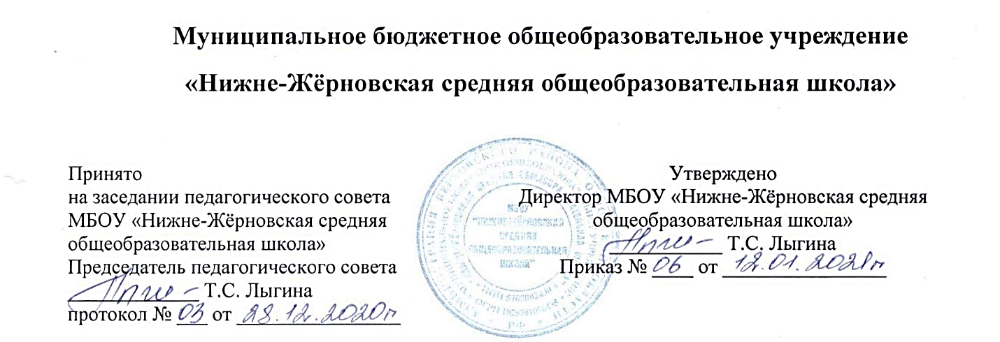 Муниципальное бюджетное общеобразовательное учреждение
«Нижне-Жёрновская средняя общеобразовательная школа»
Принято
на заседании педагогического совета
МБОУ «Нижне-Жёрновская средняя
общеобразовательная школа»
Председатель педагогического совета
Т.С. Лыгина
протокол № 03 от 28.12.2020г
Утверждено
Директор МБОУ «Нижне-Жёрновская средняя
общеобразовательная школа»
Т.С. Лыгина
Приказ № 06 от 12.01.2021г
МБОУ
"НИЖНЕ-ЖЁРНОВСКАЯ
СРЕДНЯЯ
ОБЩЕОБРАЗОВАТЕЛЬНАЯ
ШКОЛА"